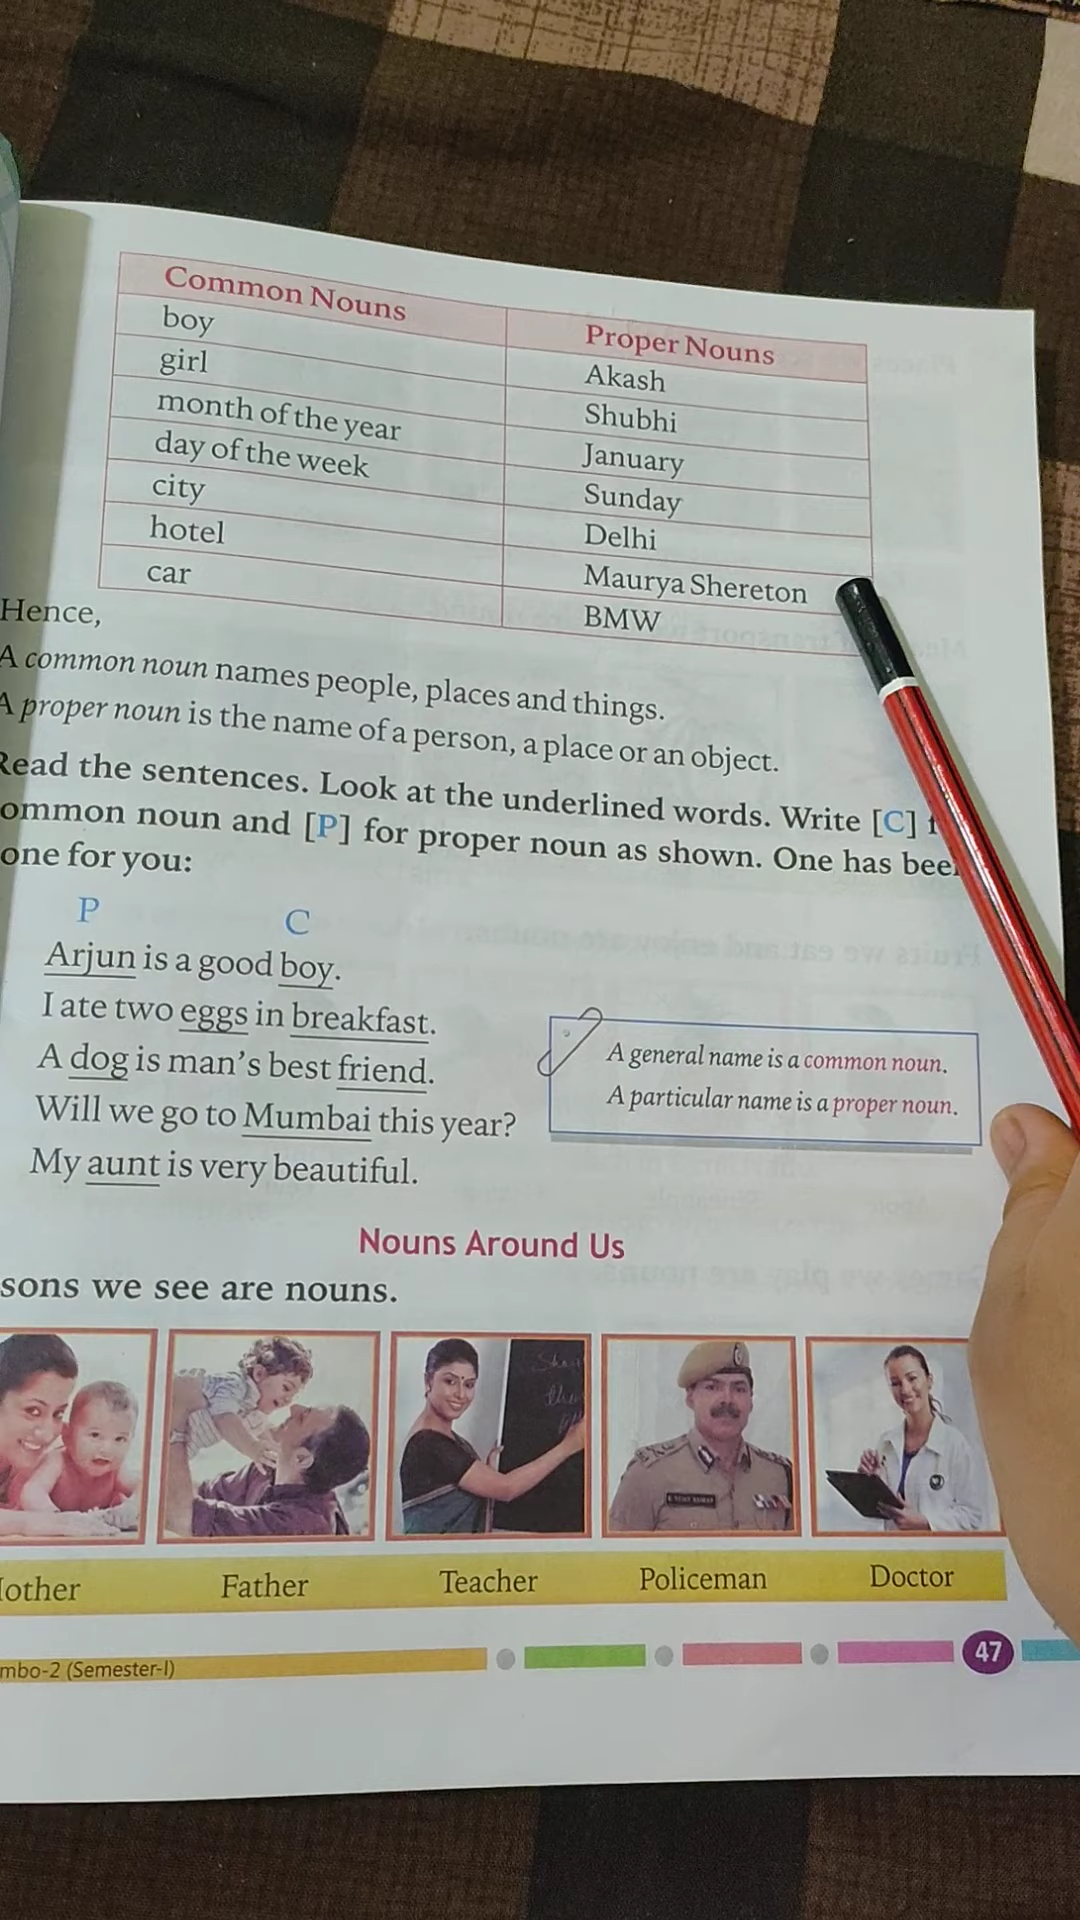 Common Nouns Proper Nouns
boy Akash
girl Shubhi
month of the year January
day of the week Sunday
city Delhi
hotel Maurya Shereton
car BMW
Hence,
A common noun names people, places and things.
A proper noun is the name of a person, a place or an object.
Read the sentences. Look at the underlined words. Write [C]
ommon noun and [P] for proper noun as shown. One has bee
one for you:
P C
Arjun is a good boy.
I ate two eggs in breakfast.
A dog is man's best friend.
Will we go to Mumbai this year?
My aunt is very beautiful.
A general name is a common noun.
A particular name is a proper noun.
Nouns Around Us
sons we see are nouns.
other Father Teacher Policeman Doctor
mbo-2 (Semester-I)
47